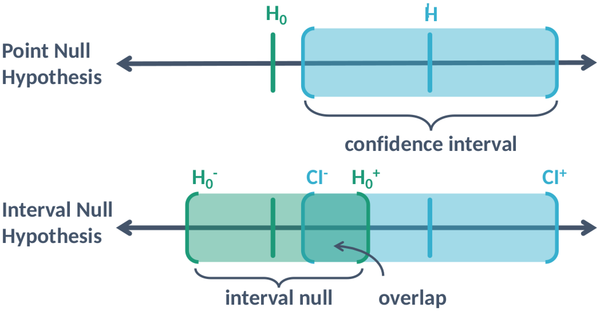 H₀
Ĥ
Point Null
Hypothesis
confidence interval
H₀⁻
CI⁻
H₀⁺
CI⁺
Interval Null
Hypothesis
interval null
overlap